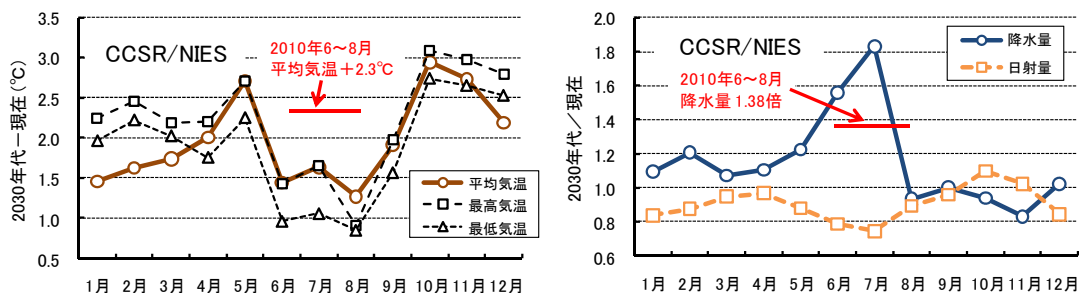 3.5
3.0
2.5
2.0
1.5
1.0
0.5
2030年代－現在(℃)
CCSR/NIES
2010年6～8月
平均気温＋2.3℃
平均気温
最高気温
最低気温
1月 2月 3月 4月 5月 6月 7月 8月 9月 10月 11月 12月
2.0
1.8
1.6
1.4
1.2
1.0
0.8
0.6
2030年代／現在
CCSR/NIES
2010年6～8月
降水量 1.38倍
降水量
日射量
1月 2月 3月 4月 5月 6月 7月 8月 9月 10月 11月 12月